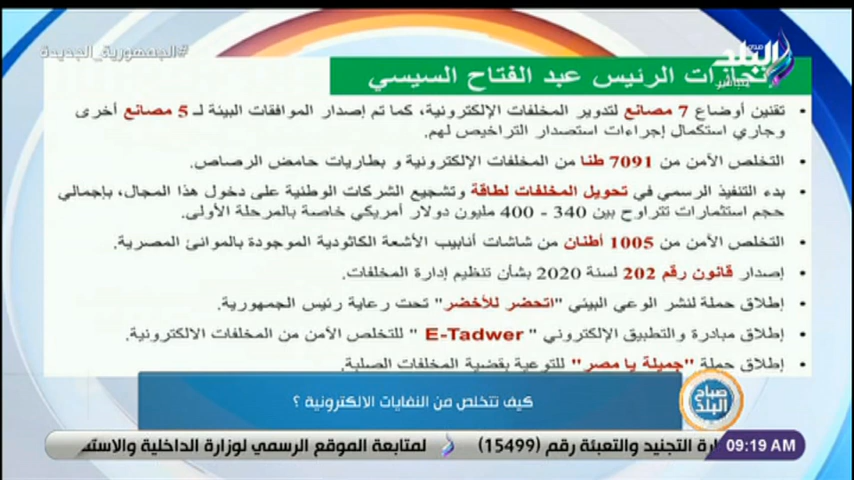 #الجمهورية_الجديدة
صدى
البلد
مباشر
إنجازات الرئيس عبد الفتاح السيسي
• تقنين أوضاع 7 مصانع لتدوير المخلفات الإلكترونية، كما تم إصدار الموافقات البيئة لـ 5 مصانع أخرى
وجاري استكمال إجراءات استصدار التراخيص لهم.
• التخلص الآمن من 7091 طنا من المخلفات الإلكترونية و بطاريات حامض الرصاص.
• بدء التنفيذ الرسمي في تحويل المخلفات لطاقة وتشجيع الشركات الوطنية على دخول هذا المجال، بإجمالي
حجم استثمارات تتراوح بين 340 - 400 مليون دولار أمريكي خاصة بالمرحلة الأولى.
• التخلص الآمن من 1005 أطنان من شاشات أنابيب الأشعة الكاثودية الموجودة بالموانئ المصرية.
• إصدار قانون رقم 202 لسنة 2020 بشأن تنظيم إدارة المخلفات.
• إطلاق حملة لنشر الوعي البيئي "اتحضر للأخضر" تحت رعاية رئيس الجمهورية.
• إطلاق مبادرة والتطبيق الإلكتروني " E-Tadwer" للتخلص الآمن من المخلفات الالكترونية.
• إطلاق حملة "جميلة يا مصر" للتوعية بقضية المخلفات الصلبة.
صباح
البلد
كيف تتخلص من النفايات الالكترونية ؟
09:19 AM
ارة التجنيد والتعبئة رقم (15499) لمتابعة الموقع الرسمي لوزارة الداخلية والاستم